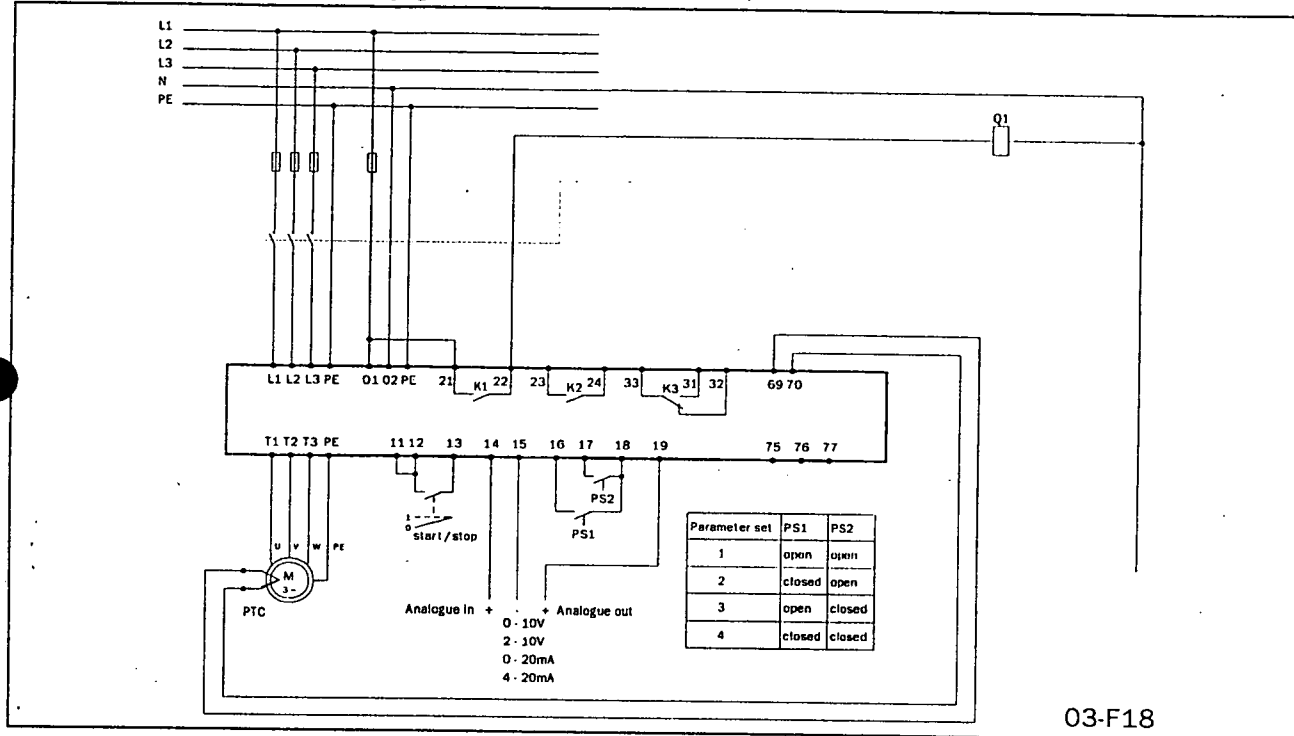 L1
L2
L3
N
PE
Q1
L1 L2 L3 PE 01 02 PE 21 K1 22 23 K2 24 33 K3 31 32 69 70
T1 T2 T3 PE 11 12 13 14 15 16 17 18 19 75 76 77
PS2
1
0
start/stop
PS1
U V W PE
M
3~
PTC
Analogue in + - + Analogue out
0 - 10V
2 - 10V
0 - 20mA
4 - 20mA
Parameter set PS1 PS2
1 open open
2 closed open
3 open closed
4 closed closed
03-F18